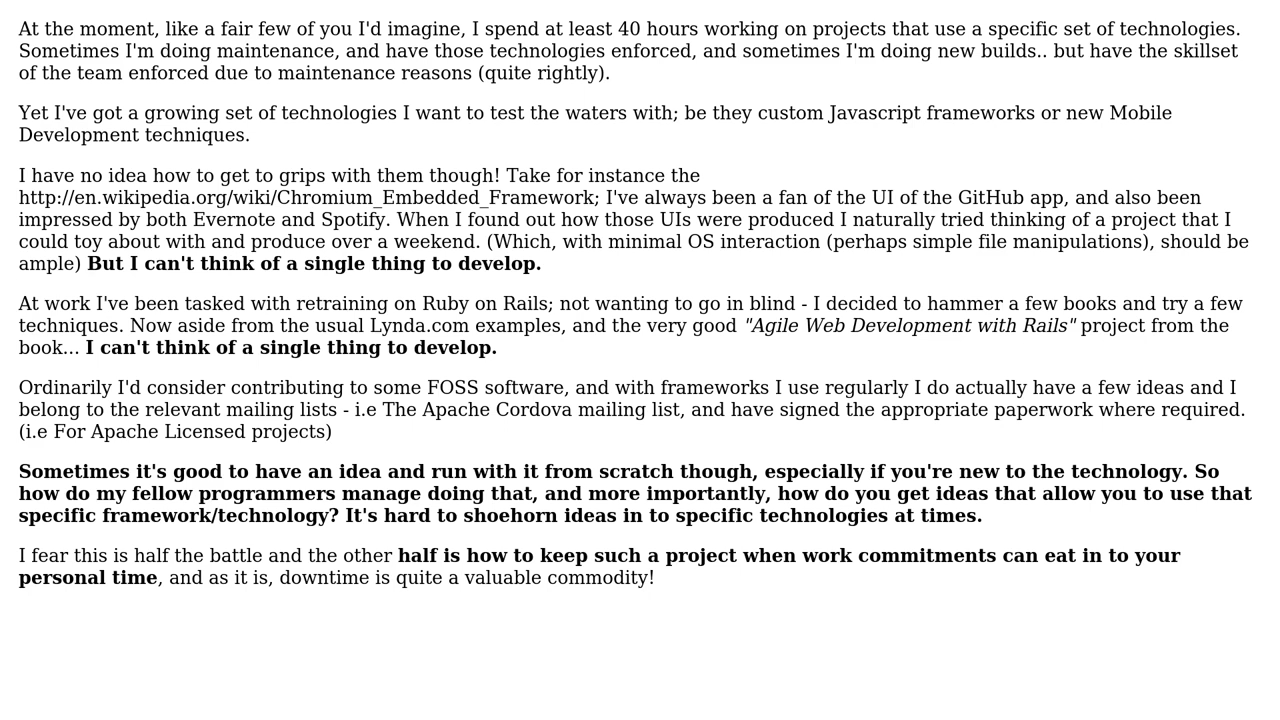 At the moment, like a fair few of you I'd imagine, I spend at least 40 hours working on projects that use a specific set of technologies.
Sometimes I'm doing maintenance, and have those technologies enforced, and sometimes I'm doing new builds.. but have the skillset
of the team enforced due to maintenance reasons (quite rightly).
Yet I've got a growing set of technologies I want to test the waters with; be they custom Javascript frameworks or new Mobile
Development techniques.
I have no idea how to get to grips with them though! Take for instance the
http://en.wikipedia.org/wiki/Chromium_Embedded_Framework; I've always been a fan of the UI of the GitHub app, and also been
impressed by both Evernote and Spotify. When I found out how those UIs were produced I naturally tried thinking of a project that I
could toy about with and produce over a weekend. (Which, with minimal OS interaction (perhaps simple file manipulations), should be
ample) But I can't think of a single thing to develop.
At work I've been tasked with retraining on Ruby on Rails; not wanting to go in blind - I decided to hammer a few books and try a few
techniques. Now aside from the usual Lynda.com examples, and the very good "Agile Web Development with Rails" project from the
book... I can't think of a single thing to develop.
Ordinarily I'd consider contributing to some FOSS software, and with frameworks I use regularly I do actually have a few ideas and I
belong to the relevant mailing lists - i.e The Apache Cordova mailing list, and have signed the appropriate paperwork where required.
(i.e For Apache Licensed projects)
Sometimes it's good to have an idea and run with it from scratch though, especially if you're new to the technology. So
how do my fellow programmers manage doing that, and more importantly, how do you get ideas that allow you to use that
specific framework/technology? It's hard to shoehorn ideas in to specific technologies at times.
I fear this is half the battle and the other half is how to keep such a project when work commitments can eat in to your
personal time, and as it is, downtime is quite a valuable commodity!